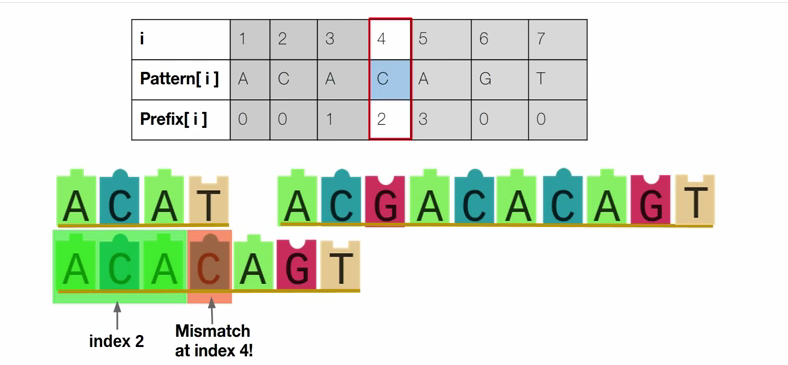 i 1 2 3 4 5 6 7
Pattern[ i ] A C A C A G T
Prefix[ i ] 0 0 1 2 3 0 0
A C A T A C G A C A C A G T
A C A C A G T
index 2
Mismatch
at index 4!